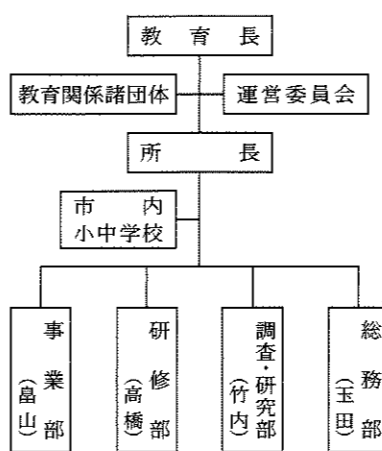 教育長
教育関係諸団体
運営委員会
所長
市内
小中学校
総務部
(玉田)
調査・研究部
(竹内)
研修部
(高橋)
事業部
(畠山)